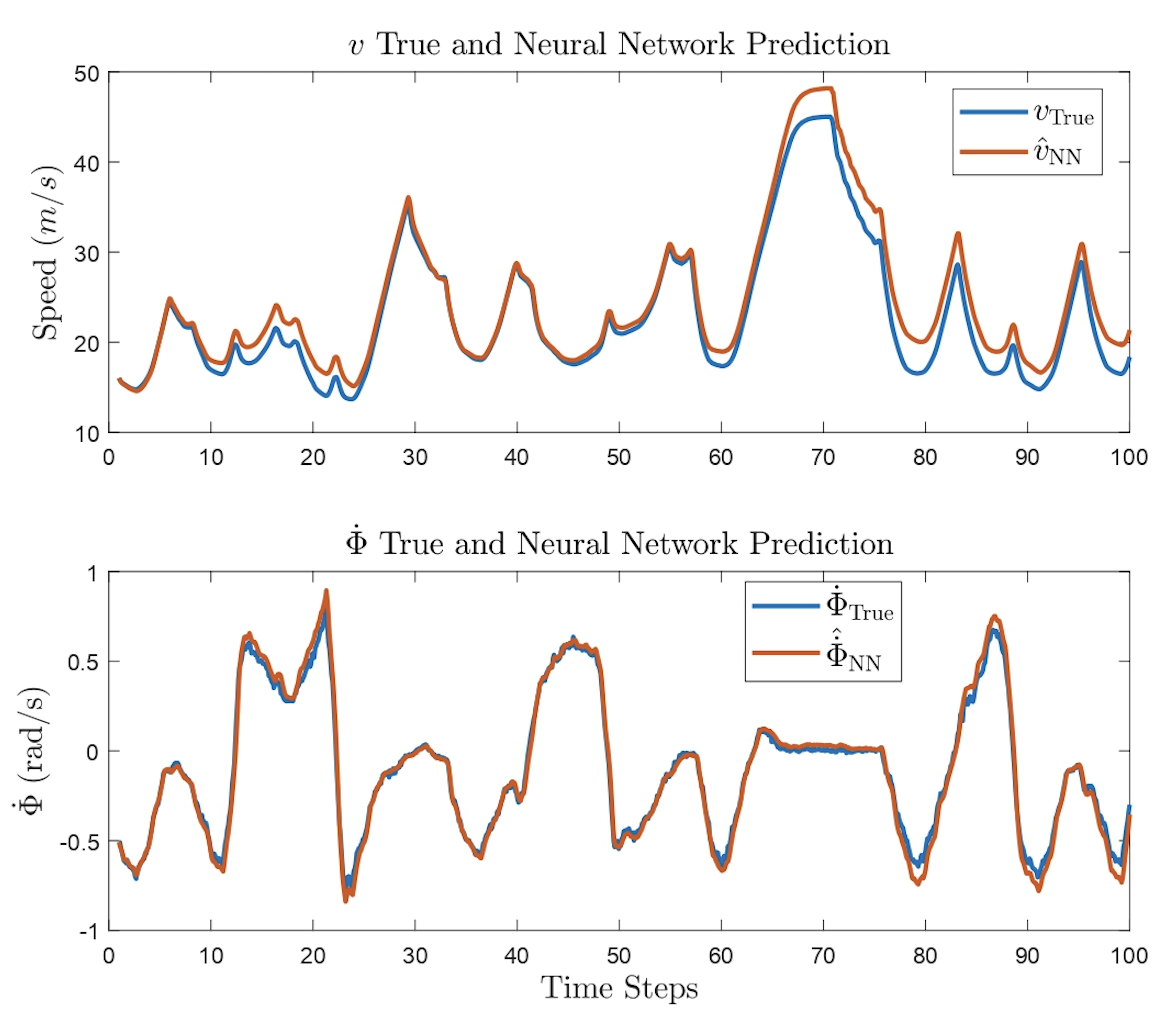 v True and Neural Network Prediction
50
40
30
20
10
Speed (m/s)
v_True
v̂_NN
0 10 20 30 40 50 60 70 80 90 100
Φ̇ True and Neural Network Prediction
1
0.5
0
-0.5
-1
Φ̇ (rad/s)
Φ̇_True
Φ̇̂_NN
0 10 20 30 40 50 60 70 80 90 100
Time Steps